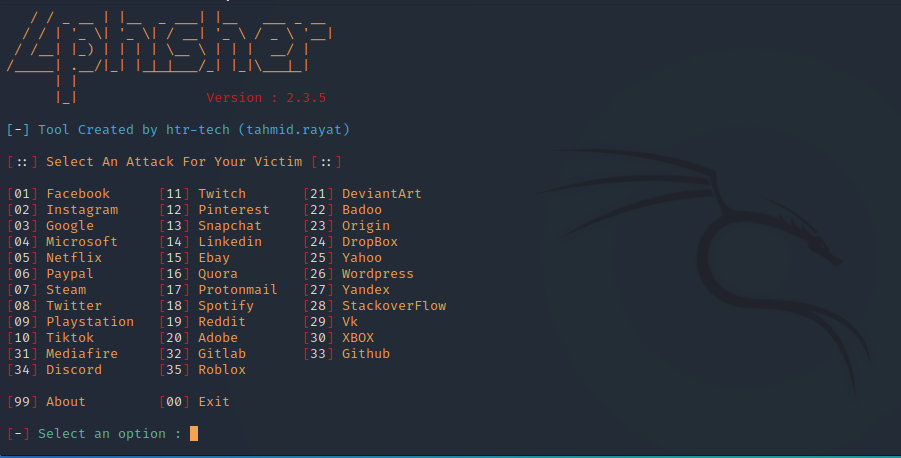 Version : 2.3.5
[-] Tool Created by htr-tech (tahmid.rayat)
[::] Select An Attack For Your Victim [::]
[01] Facebook [11] Twitch [21] DeviantArt
[02] Instagram [12] Pinterest [22] Badoo
[03] Google [13] Snapchat [23] Origin
[04] Microsoft [14] Linkedin [24] DropBox
[05] Netflix [15] Ebay [25] Yahoo
[06] Paypal [16] Quora [26] Wordpress
[07] Steam [17] Protonmail [27] Yandex
[08] Twitter [18] Spotify [28] StackoverFlow
[09] Playstation [19] Reddit [29] Vk
[10] Tiktok [20] Adobe [30] XBOX
[31] Mediafire [32] Gitlab [33] Github
[34] Discord [35] Roblox
[99] About [00] Exit
[-] Select an option :